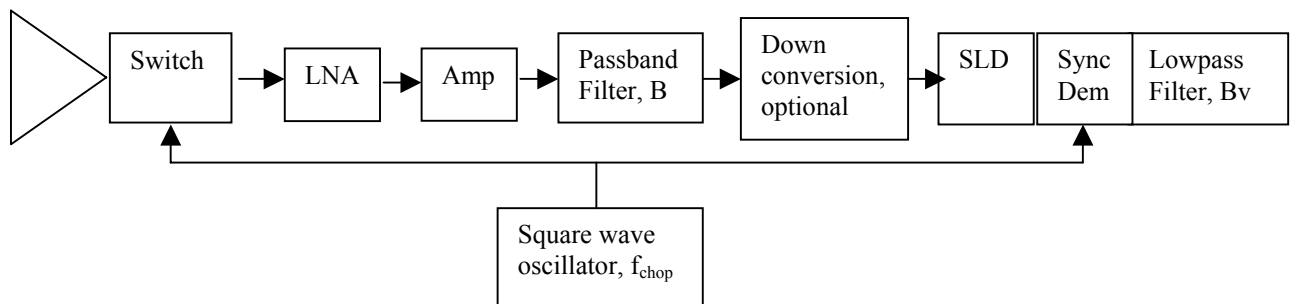 Switch
LNA
Amp
Passband
Filter, B
Down
conversion,
optional
SLD
Sync
Dem
Lowpass
Filter, Bv
Square wave
oscillator, fchop